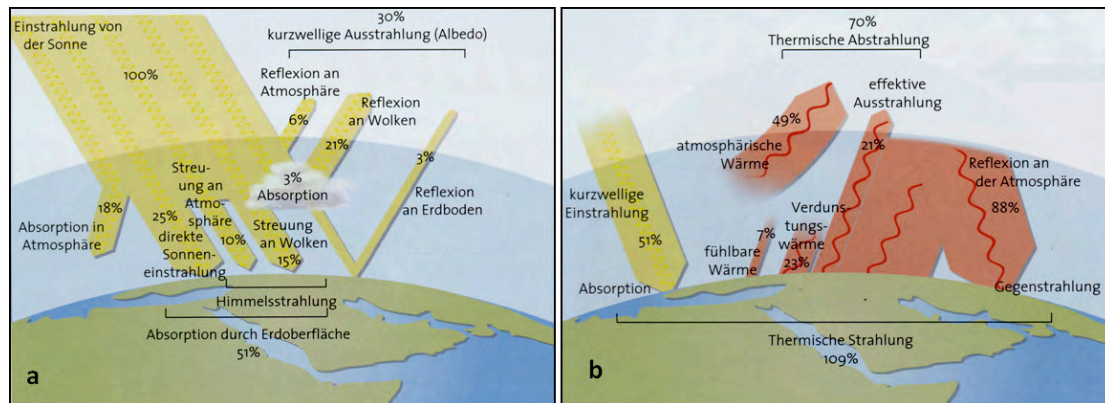 Einstrahlung von
der Sonne
100%
30%
kurzwellige Ausstrahlung (Albedo)
Reflexion an
Atmosphäre
6%
Reflexion
an Wolken
21%
3%
Reflexion
an Erdboden
3%
Absorption
18%
Absorption in
Atmosphäre
25%
direkte
Sonnen-
einstrahlung
Streu-
ung an
Atmo-
sphäre
10%
Streuung
an Wolken
15%
Himmelsstrahlung
Absorption durch Erdoberfläche
51%
a
70%
Thermische Abstrahlung
effektive
Ausstrahlung
49%
atmosphärische
Wärme
21%
Reflexion an
der Atmosphäre
88%
kurzwellige
Einstrahlung
51%
Absorption
7%
fühlbare
Wärme
Verduns-
tungs-
wärme
23%
Gegenstrahlung
Thermische Strahlung
109%
b